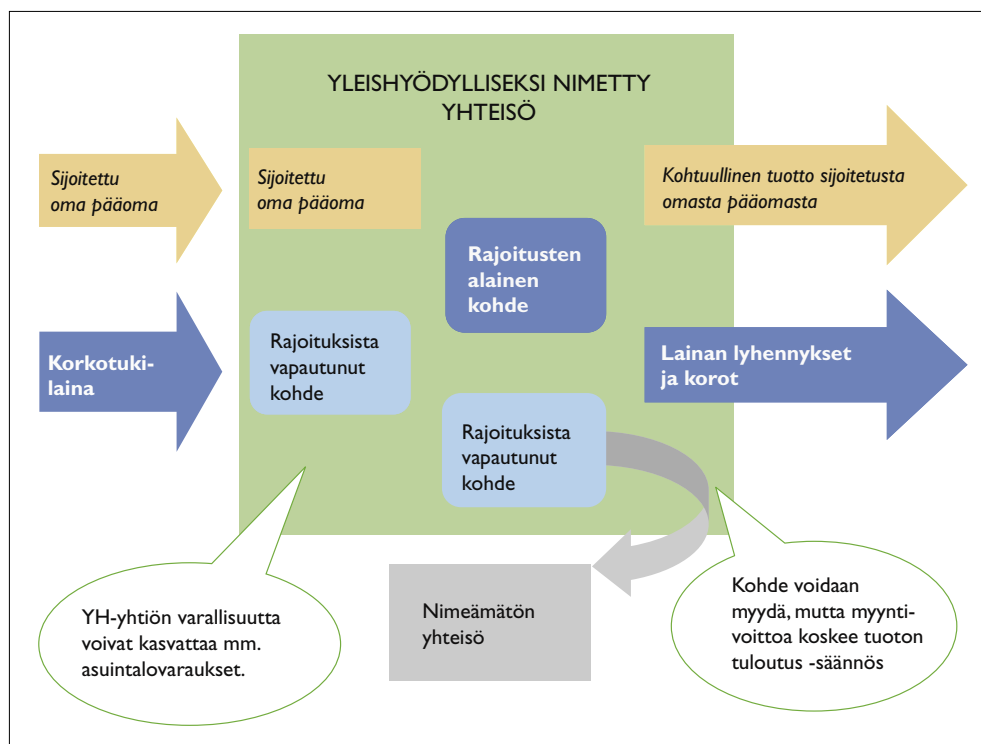 YLEISHYÖDYLLISEKSI NIMETTY
YHTEISÖ
Sijoitettu
oma pääoma
Sijoitettu
oma pääoma
Kohtuullinen tuotto sijoitetusta
omasta pääomasta
Rajoitusten
alainen
kohde
Korkotuki-
laina
Rajoituksista
vapautunut
kohde
Lainan lyhennykset
ja korot
Rajoituksista
vapautunut
kohde
YH-yhtiön varallisuutta
voivat kasvattaa mm.
asuintalovaraukset.
Nimeämätön
yhteisö
Kohde voidaan
myydä, mutta myynti-
voittoa koskee tuoton
tuloutus -säännös